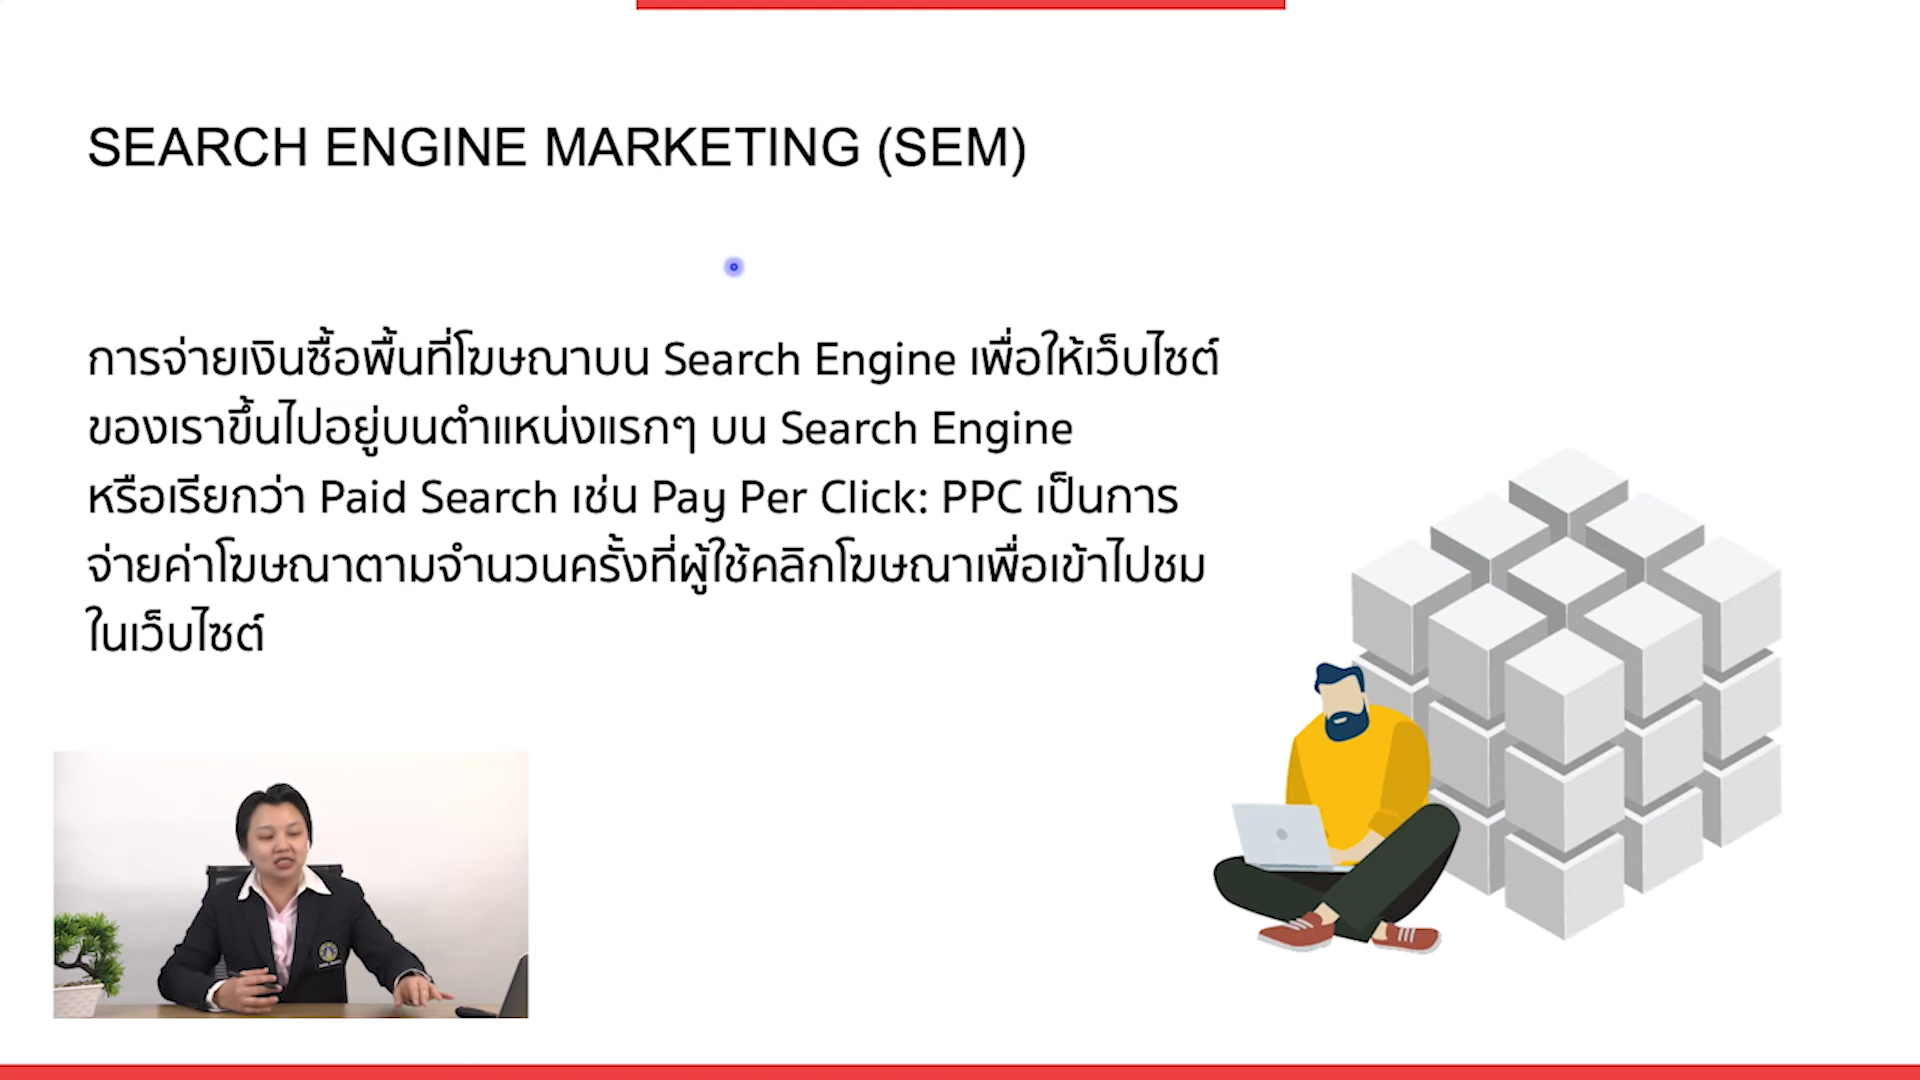 SEARCH ENGINE MARKETING (SEM)
การจ่ายเงินซื้อพื้นที่โฆษณาบน Search Engine เพื่อให้เว็บไซต์
ของเราขึ้นไปอยู่บนตำแหน่งแรกๆ บน Search Engine
หรือเรียกว่า Paid Search เช่น Pay Per Click: PPC เป็นการ
จ่ายค่าโฆษณาตามจำนวนครั้งที่ผู้ใช้คลิกโฆษณาเพื่อเข้าไปชม
ในเว็บไซต์